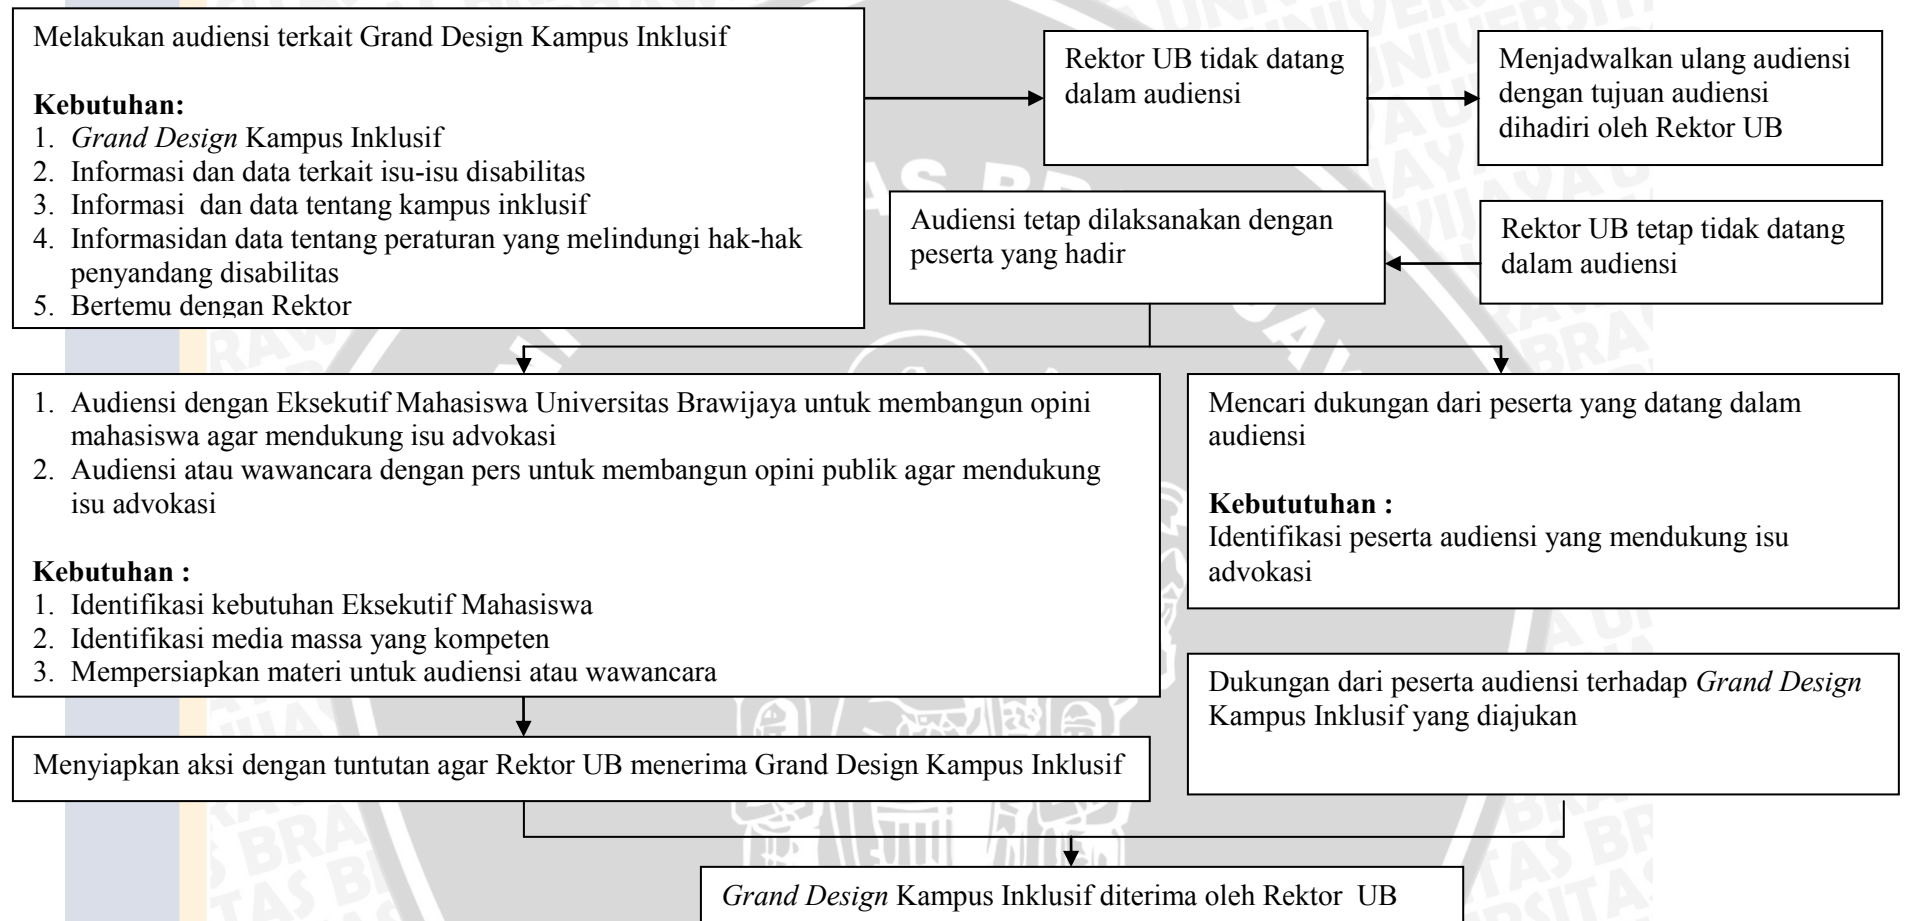 Melakukan audiensi terkait Grand Design Kampus Inklusif
Kebutuhan:
1. Grand Design Kampus Inklusif
2. Informasi dan data terkait isu-isu disabilitas
3. Informasi dan data tentang kampus inklusif
4. Informasidan data tentang peraturan yang melindungi hak-hak
penyandang disabilitas
5. Bertemu dengan Rektor
Rektor UB tidak datang
dalam audiensi
Menjadwalkan ulang audiensi
dengan tujuan audiensi
dihadiri oleh Rektor UB
Rektor UB tetap tidak datang
dalam audiensi
Audiensi tetap dilaksanakan dengan
peserta yang hadir
1. Audiensi dengan Eksekutif Mahasiswa Universitas Brawijaya untuk membangun opini
mahasiswa agar mendukung isu advokasi
2. Audiensi atau wawancara dengan pers untuk membangun opini publik agar mendukung
isu advokasi
Kebutuhan :
1. Identifikasi kebutuhan Eksekutif Mahasiswa
2. Identifikasi media massa yang kompeten
3. Mempersiapkan materi untuk audiensi atau wawancara
Mencari dukungan dari peserta yang datang dalam
audiensi
Kebututuhan :
Identifikasi peserta audiensi yang mendukung isu
advokasi
Dukungan dari peserta audiensi terhadap Grand Design
Kampus Inklusif yang diajukan
Menyiapkan aksi dengan tuntutan agar Rektor UB menerima Grand Design Kampus Inklusif
Grand Design Kampus Inklusif diterima oleh Rektor UB